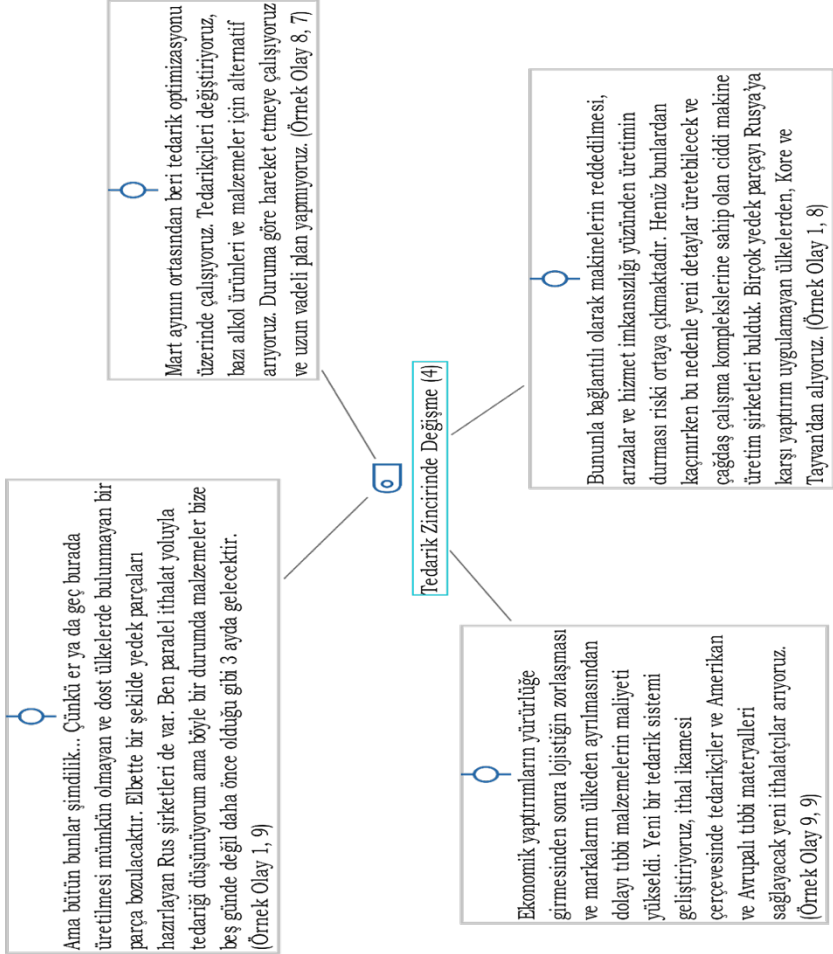 Ama bütün bunlar şimdilik... Çünkü er ya da geç burada
üretilmesi mümkün olmayan ve dost ülkelerde bulunmayan bir
parça bozulacaktır. Elbette bir şekilde yedek parçaları
hazırlayan Rus şirketleri de var. Ben paralel ithalat yoluyla
tedariği düşünüyorum ama böyle bir durumda malzemeler bize
beş günde değil daha önce olduğu gibi 3 ayda gelecektir.
(Örnek Olay 1, 9)
Mart ayının ortasından beri tedarik optimizasyonu
üzerinde çalışıyoruz. Tedarikçileri değiştiriyoruz,
bazı alkol ürünleri ve malzemeler için alternatif
arıyoruz. Duruma göre hareket etmeye çalışıyoruz
ve uzun vadeli plan yapmıyoruz. (Örnek Olay 8, 7)
Tedarik Zincirinde Değişme (4)
Ekonomik yaptırımların yürürlüğe
girmesinden sonra lojistiğin zorlaşması
ve markaların ülkeden ayrılmasından
dolayı tıbbi malzemelerin maliyeti
yükseldi. Yeni bir tedarik sistemi
geliştiriyoruz, ithal ikamesi
çerçevesinde tedarikçiler ve Amerikan
ve Avrupalı tıbbi materyalleri
sağlayacak yeni ithalatçılar arıyoruz.
(Örnek Olay 9, 9)
Bununla bağlantılı olarak makinelerin reddedilmesi,
arızalar ve hizmet imkansızlığı yüzünden üretimin
durması riski ortaya çıkmaktadır. Henüz bunlardan
kaçınırken bu nedenle yeni detaylar üretebilecek ve
çağdaş çalışma komplekslerine sahip olan ciddi makine
üretim şirketleri bulduk. Birçok yedek parçayı Rusya'ya
karşı yaptırım uygulamayan ülkelerden, Kore ve
Tayvan'dan alıyoruz. (Örnek Olay 1, 8)